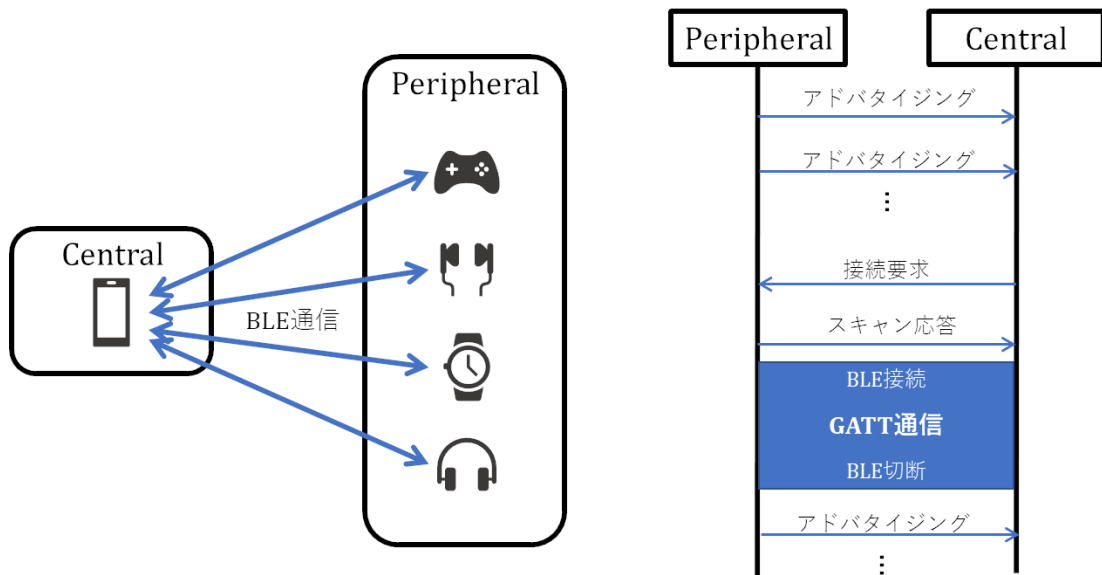 Central
BLE通信
Peripheral
Peripheral
Central
アドバタイジング
アドバタイジング
…
接続要求
スキャン応答
BLE接続
GATT通信
BLE切断
アドバタイジング
…